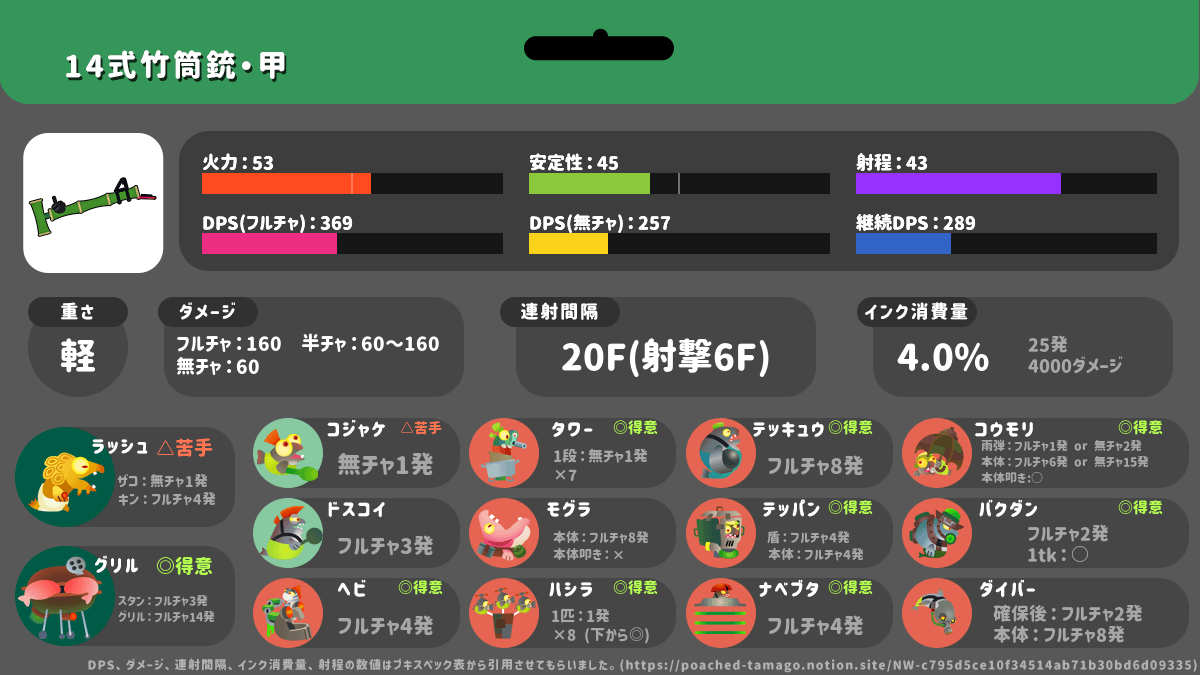 14式竹筒銃・甲
火力：53
安定性：45
射程：43
DPS(フルチャ)：369
DPS(無チャ)：257
継続DPS：289
重さ
軽
ダメージ
フルチャ：160　半チャ：60〜160
無チャ：60
連射間隔
20F(射撃6F)
インク消費量
4.0%
25発
4000ダメージ
ラッシュ △苦手
ザコ：無チャ1発
キン：フルチャ4発
グリル ◎得意
スタン：フルチャ3発
グリル：フルチャ14発
コジャケ △苦手
無チャ1発
ドスコイ
フルチャ3発
ヘビ ◎得意
フルチャ4発
タワー ◎得意
1段：無チャ1発
×7
モグラ
本体：フルチャ8発
本体叩き：×
ハシラ ◎得意
1匹：1発
×8 (下から◎)
テッキュウ ◎得意
フルチャ8発
テッパン ◎得意
盾：フルチャ4発
本体：フルチャ4発
ナベブタ ◎得意
フルチャ4発
コウモリ ◎得意
雨弾：フルチャ1発 or 無チャ2発
本体：フルチャ6発 or 無チャ15発
本体叩き:○
バクダン ◎得意
フルチャ2発
1tk：○
ダイバー
確保後：フルチャ2発
本体：フルチャ8発
DPS、ダメージ、連射間隔、インク消費量、射程の数値はブキスペック表から引用させてもらいました。(https://poached-tamago.notion.site/NW-c795d5ce10f34514ab71b30bd6d09335)